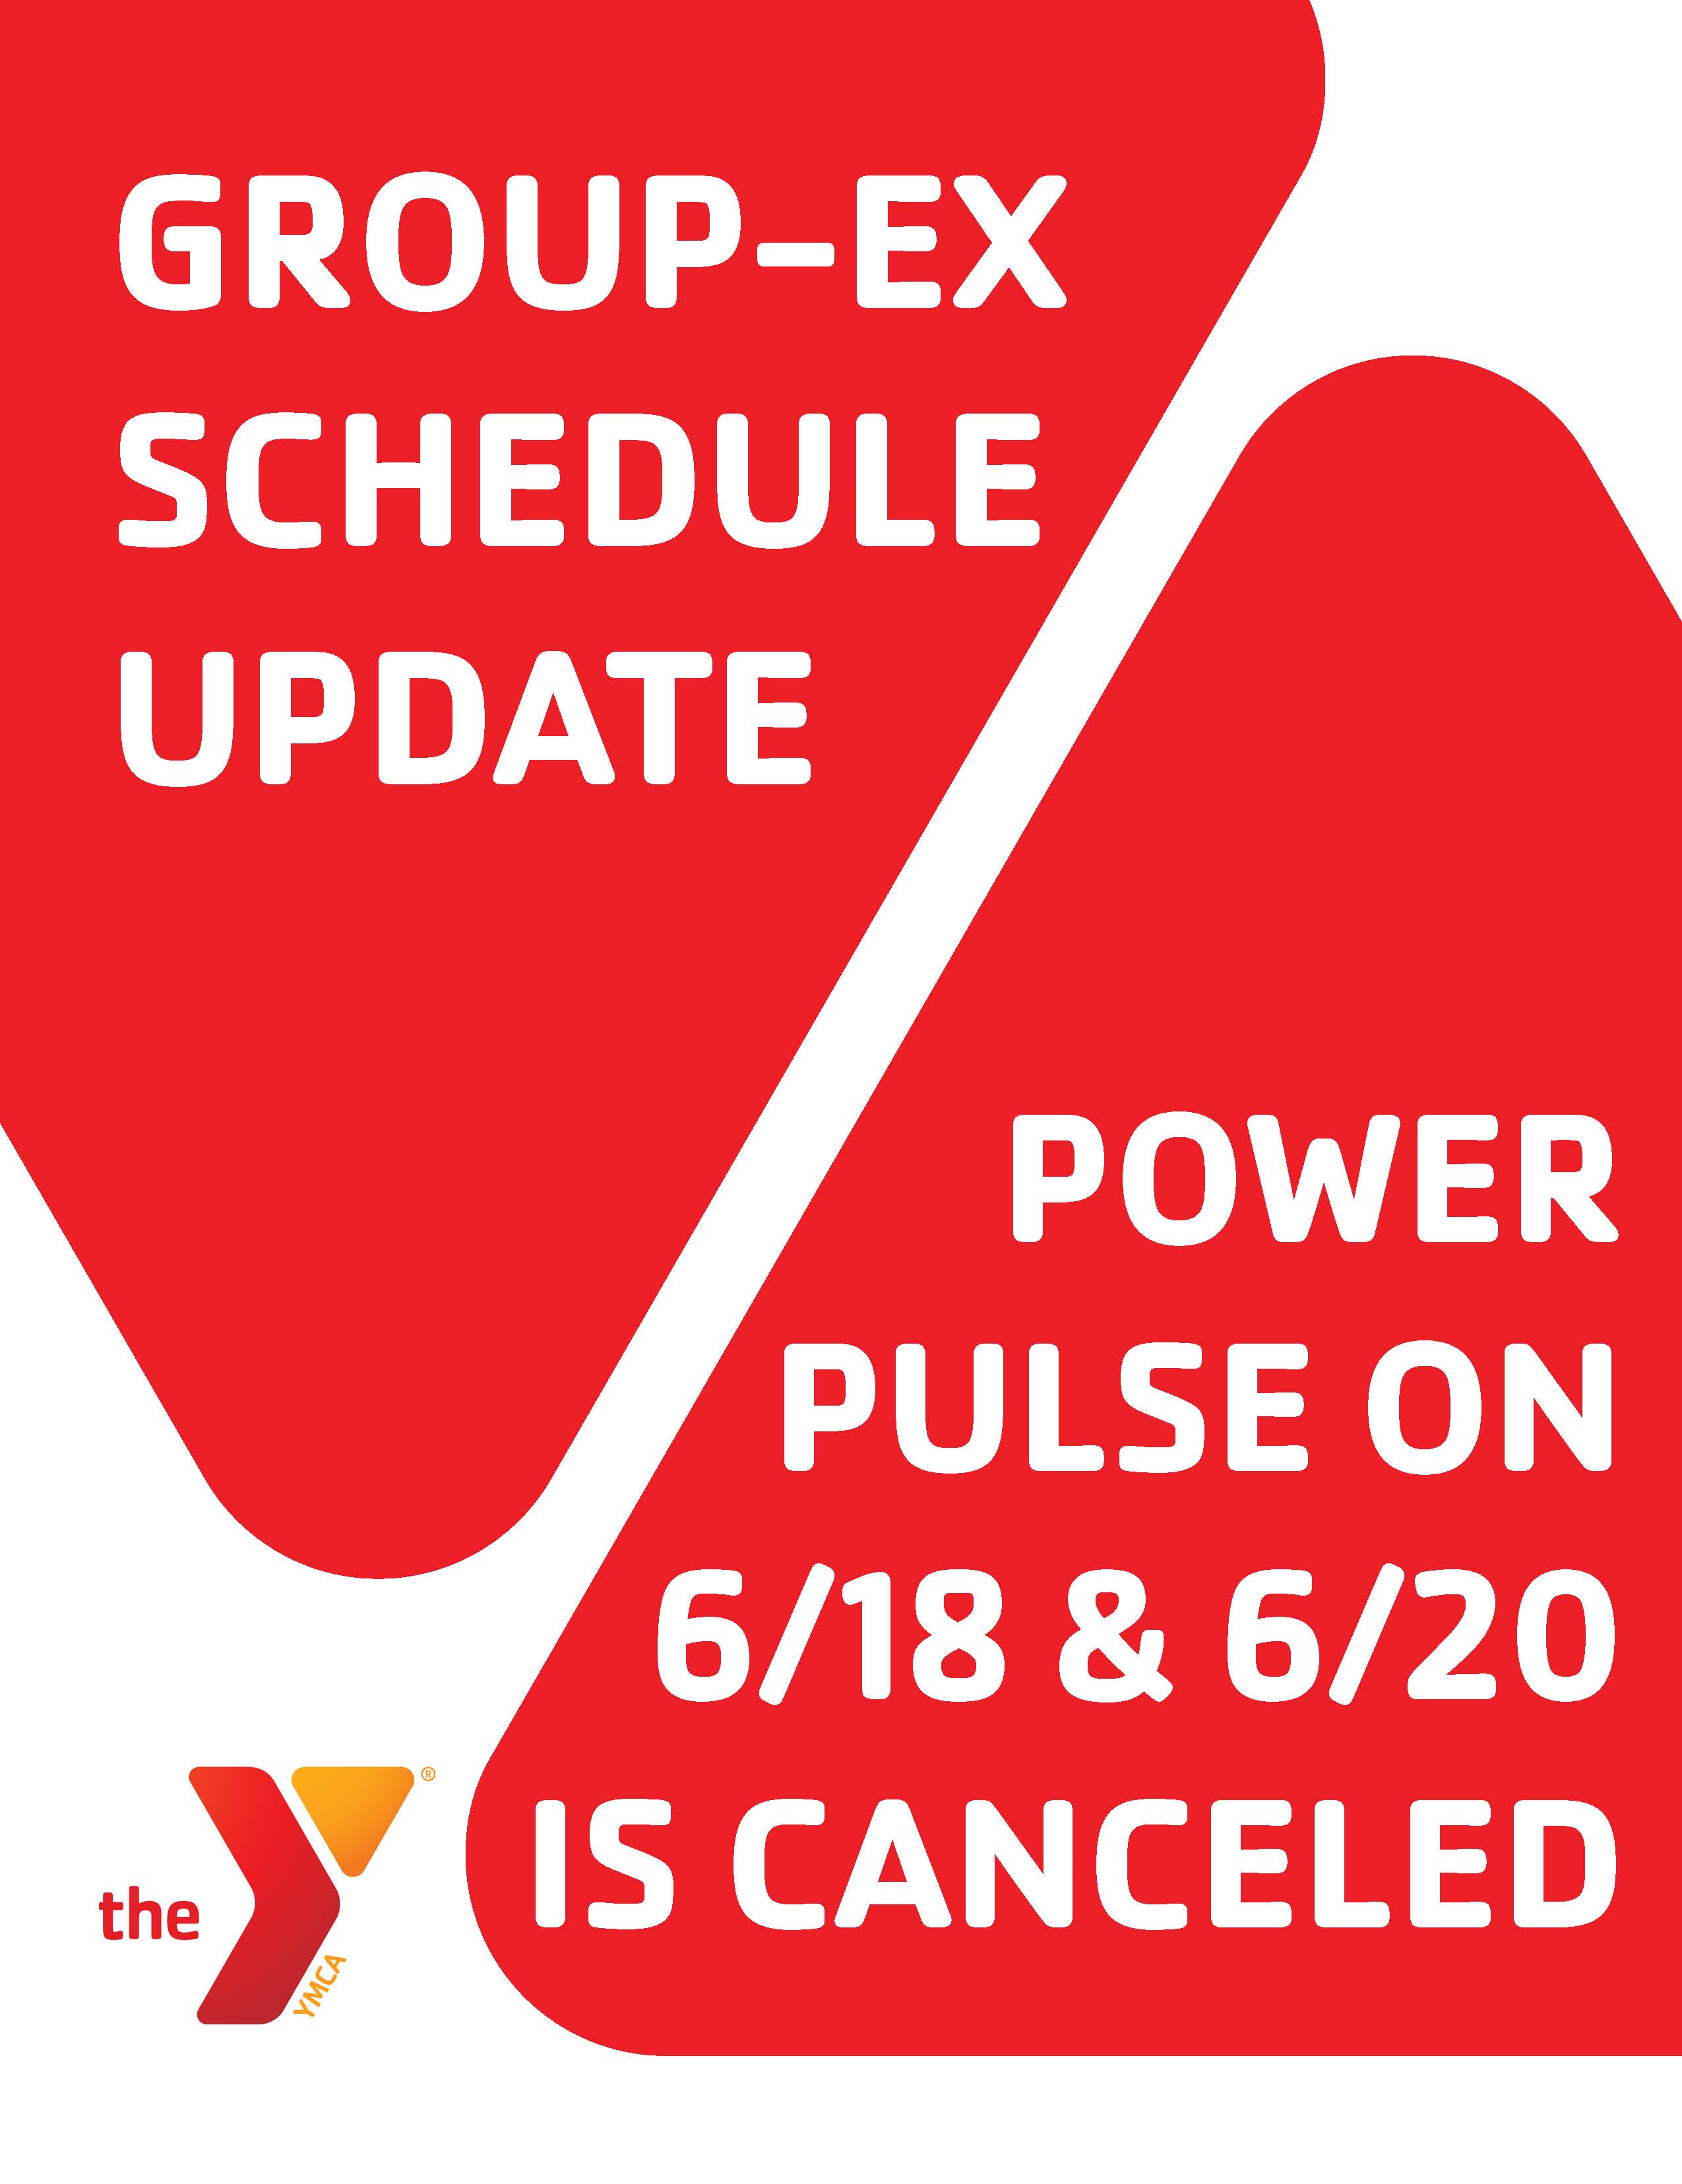 GROUP-EX
SCHEDULE
UPDATE
POWER
PULSE ON
6/18 & 6/20
IS CANCELED
the
YMCA
®